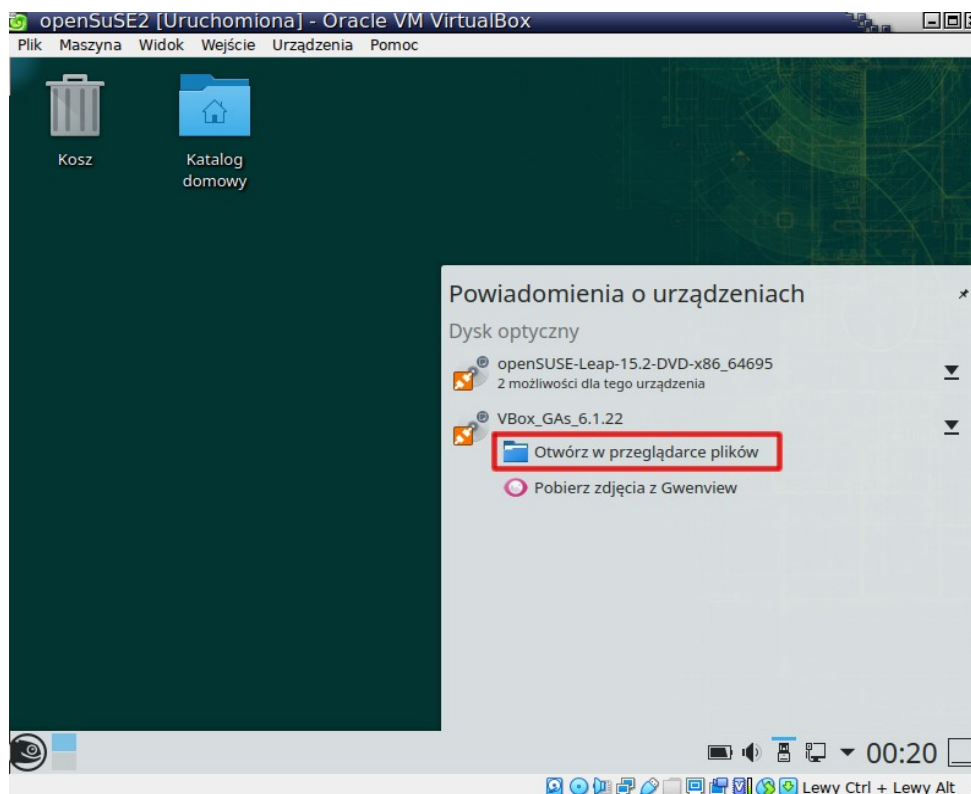 openSuSE2 [Uruchomiona] - Oracle VM VirtualBox
Plik Maszyna Widok Wejście Urządzenia Pomoc
Kosz
Katalog
domowy
Powiadomienia o urządzeniach
Dysk optyczny
openSUSE-Leap-15.2-DVD-x86_64695
2 możliwości dla tego urządzenia
VBox_GAs_6.1.22
Otwórz w przeglądarce plików
Pobierz zdjęcia z Gwenview
00:20
Lewy Ctrl + Lewy Alt